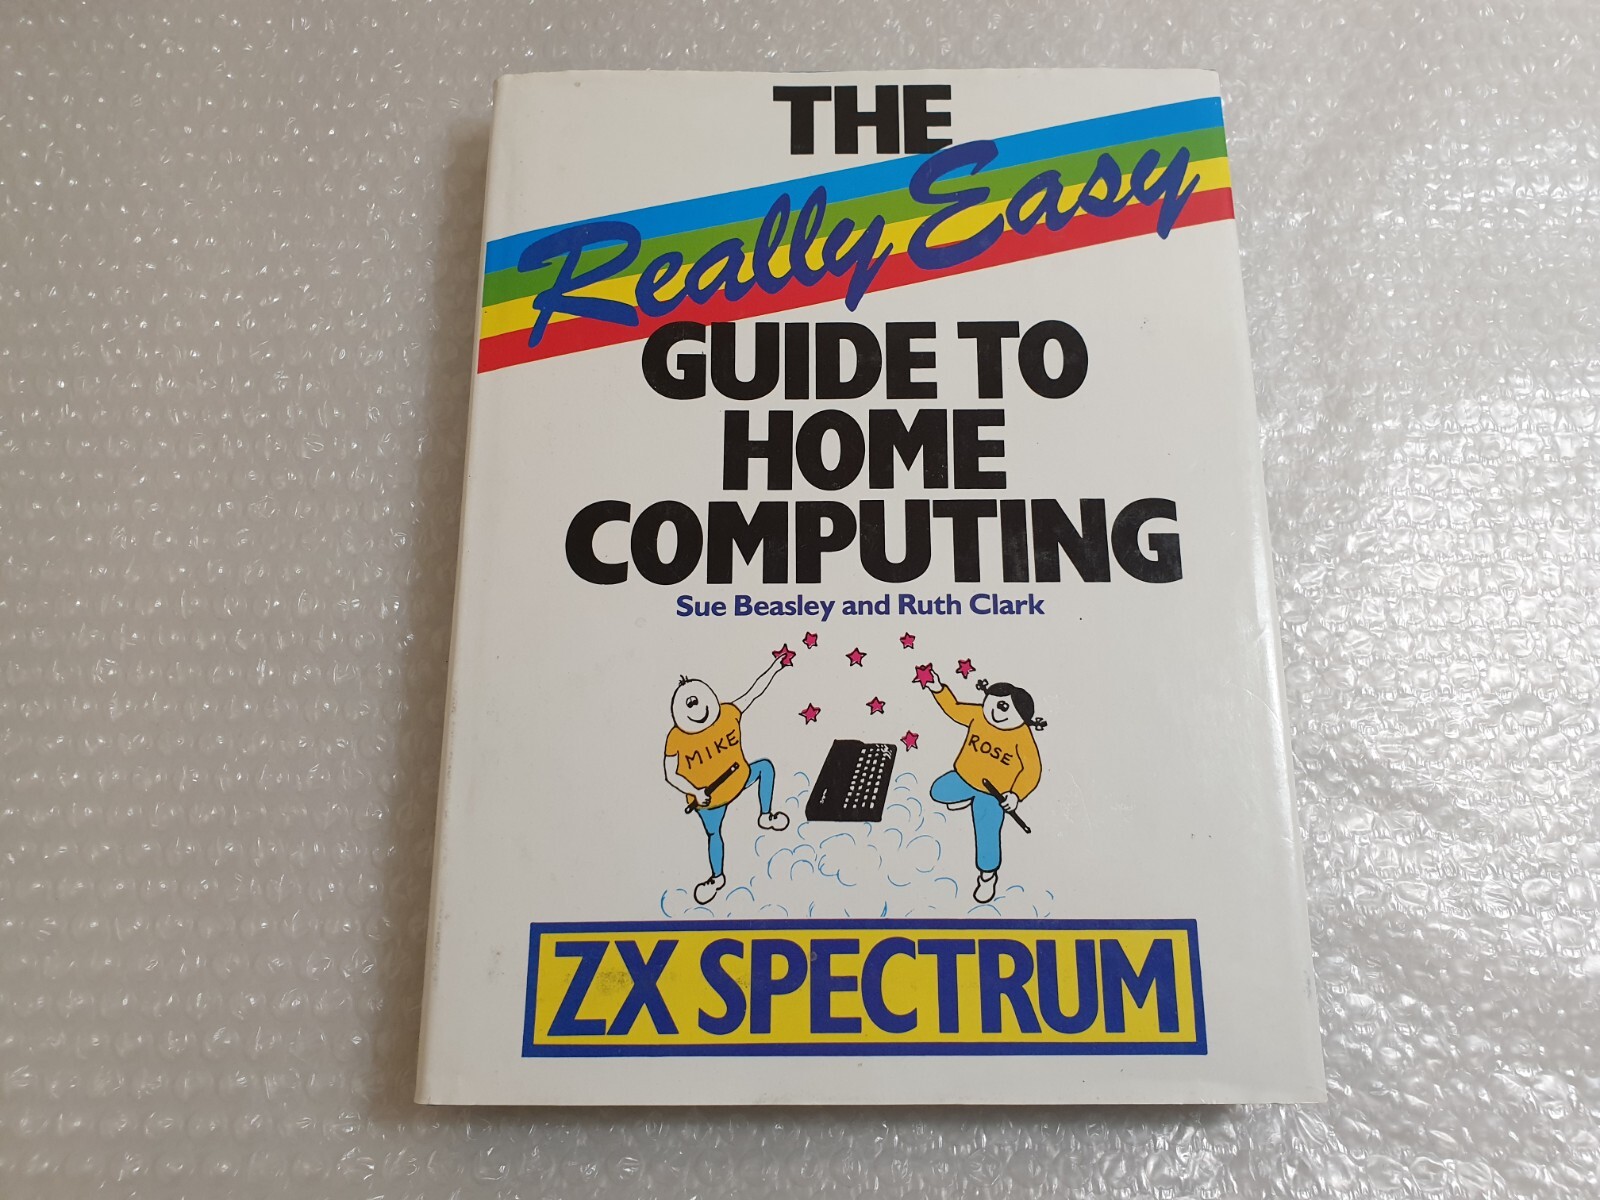 THE
Really Easy
GUIDE TO
HOME
COMPUTING
Sue Beasley and Ruth Clark
MIKE
ROSE
ZX SPECTRUM